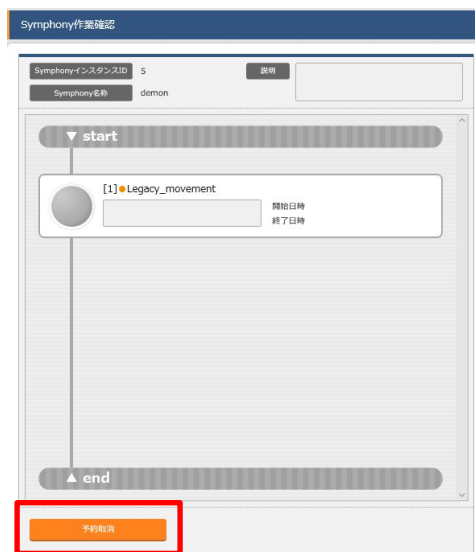 Symphony作業確認
SymphonyインスタンスID 5 説明
Symphony名称 demon
▼ start
[1] Legacy_movement
開始日時
終了日時
▲ end
予約取消